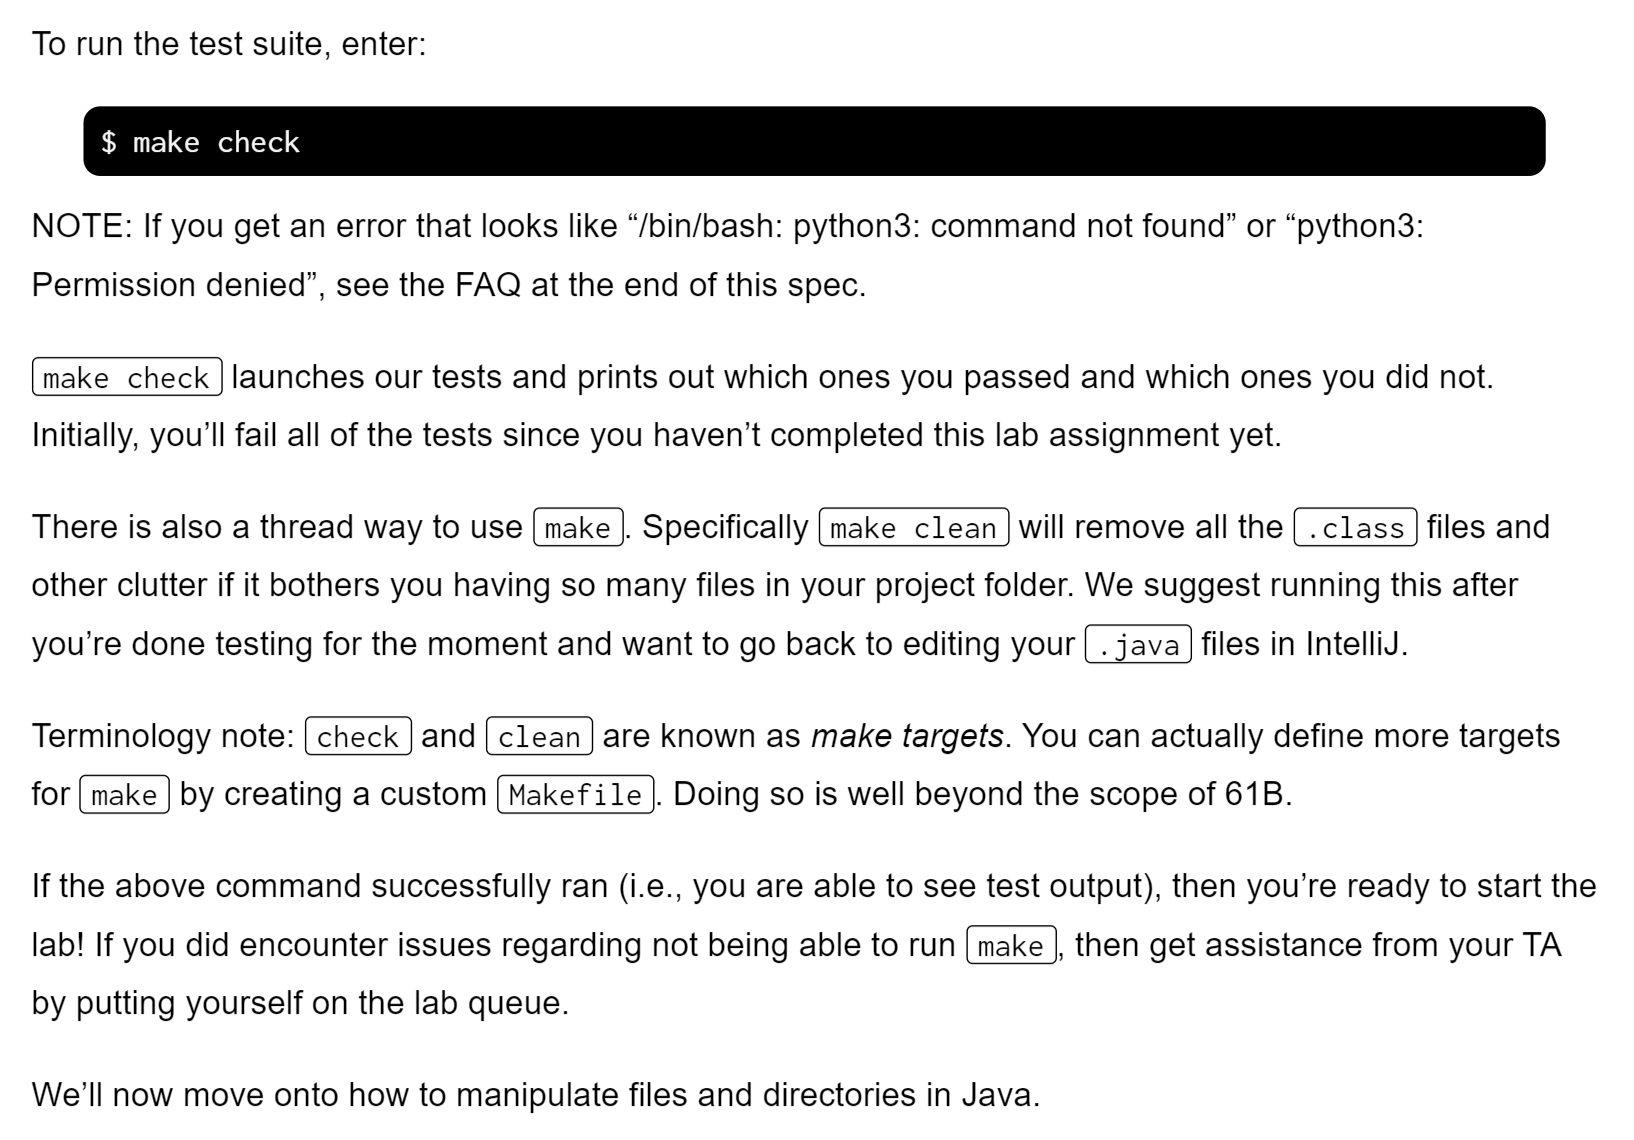 To run the test suite, enter:
$ make check
NOTE: If you get an error that looks like “/bin/bash: python3: command not found” or “python3:
Permission denied”, see the FAQ at the end of this spec.
make check launches our tests and prints out which ones you passed and which ones you did not.
Initially, you’ll fail all of the tests since you haven’t completed this lab assignment yet.
There is also a thread way to use make. Specifically make clean will remove all the .class files and
other clutter if it bothers you having so many files in your project folder. We suggest running this after
you’re done testing for the moment and want to go back to editing your .java files in IntelliJ.
Terminology note: check and clean are known as make targets. You can actually define more targets
for make by creating a custom Makefile. Doing so is well beyond the scope of 61B.
If the above command successfully ran (i.e., you are able to see test output), then you’re ready to start the
lab! If you did encounter issues regarding not being able to run make, then get assistance from your TA
by putting yourself on the lab queue.
We’ll now move onto how to manipulate files and directories in Java.